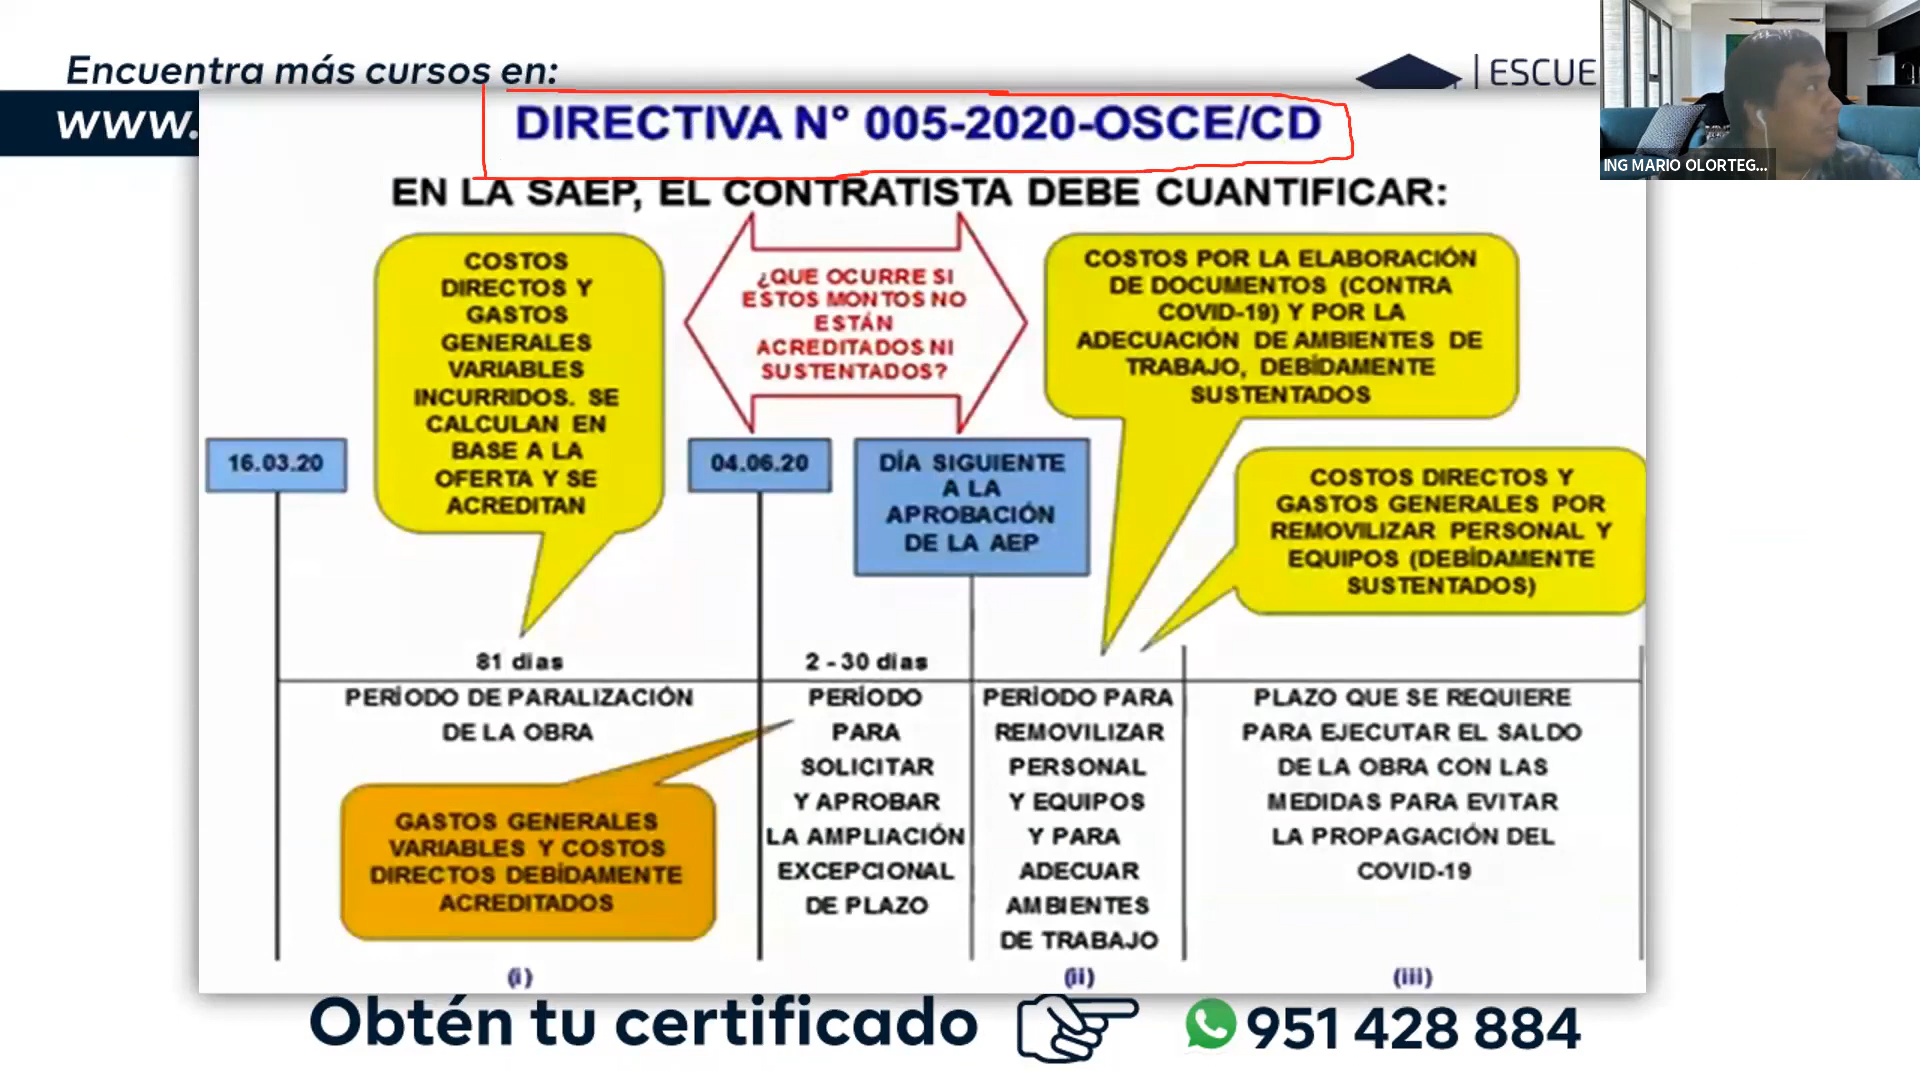 Encuentra más cursos en:
www.
ESCUE
ING MARIO OLORTEG...
DIRECTIVA N° 005-2020-OSCE/CD
EN LA SAEP, EL CONTRATISTA DEBE CUANTIFICAR:
COSTOS
DIRECTOS Y
GASTOS
GENERALES
VARIABLES
INCURRIDOS. SE
CALCULAN EN
BASE A LA
OFERTA Y SE
ACREDITAN
¿QUE OCURRE SI
ESTOS MONTOS NO
ESTÁN
ACREDITADOS NI
SUSTENTADOS?
COSTOS POR LA ELABORACIÓN
DE DOCUMENTOS (CONTRA
COVID-19) Y POR LA
ADECUACIÓN DE AMBIENTES DE
TRABAJO, DEBÍDAMENTE
SUSTENTADOS
16.03.20
04.06.20
DÍA SIGUIENTE
A LA
APROBACIÓN
DE LA AEP
COSTOS DIRECTOS Y
GASTOS GENERALES POR
REMOVILIZAR PERSONAL Y
EQUIPOS (DEBÍDAMENTE
SUSTENTADOS)
81 días
2 - 30 días
PERÍODO DE PARALIZACIÓN
DE LA OBRA
PERÍODO
PARA
SOLICITAR
Y APROBAR
LA AMPLIACIÓN
EXCEPCIONAL
DE PLAZO
PERÍODO PARA
REMOVILIZAR
PERSONAL
Y EQUIPOS
Y PARA
ADECUAR
AMBIENTES
DE TRABAJO
PLAZO QUE SE REQUIERE
PARA EJECUTAR EL SALDO
DE LA OBRA CON LAS
MEDIDAS PARA EVITAR
LA PROPAGACIÓN DEL
COVID-19
GASTOS GENERALES
VARIABLES Y COSTOS
DIRECTOS DEBÍDAMENTE
ACREDITADOS
(i)
(ii)
(iii)
Obtén tu certificado
951 428 884